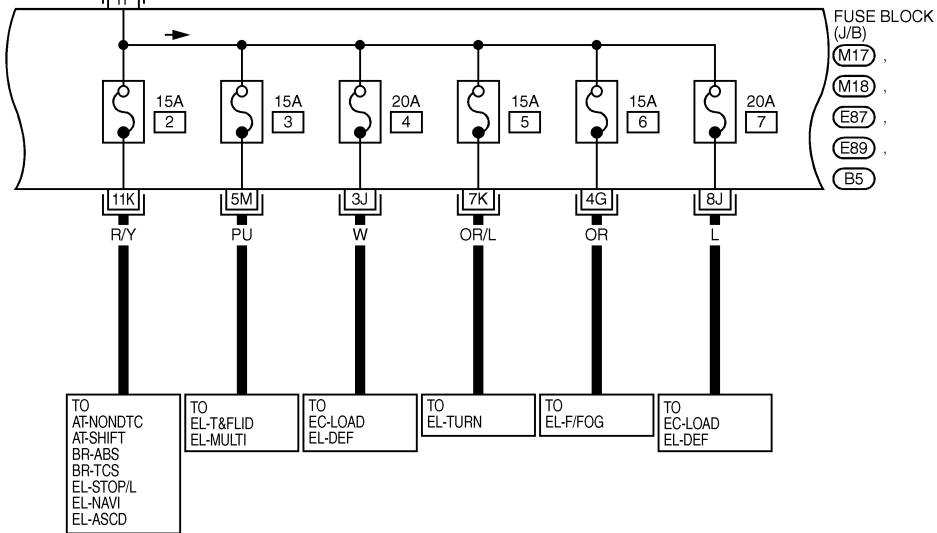 FUSE BLOCK
(J/B)
M17 ,
M18 ,
E87 ,
E89 ,
B5
15A
2
15A
3
20A
4
15A
5
15A
6
20A
7
11K
5M
3J
7K
4G
8J
R/Y
PU
W
OR/L
OR
L
TO
AT-NONDTC
AT-SHIFT
BR-ABS
BR-TCS
EL-STOP/L
EL-NAVI
EL-ASCD
TO
EL-T&FLID
EL-MULTI
TO
EC-LOAD
EL-DEF
TO
EL-TURN
TO
EL-F/FOG
TO
EC-LOAD
EL-DEF